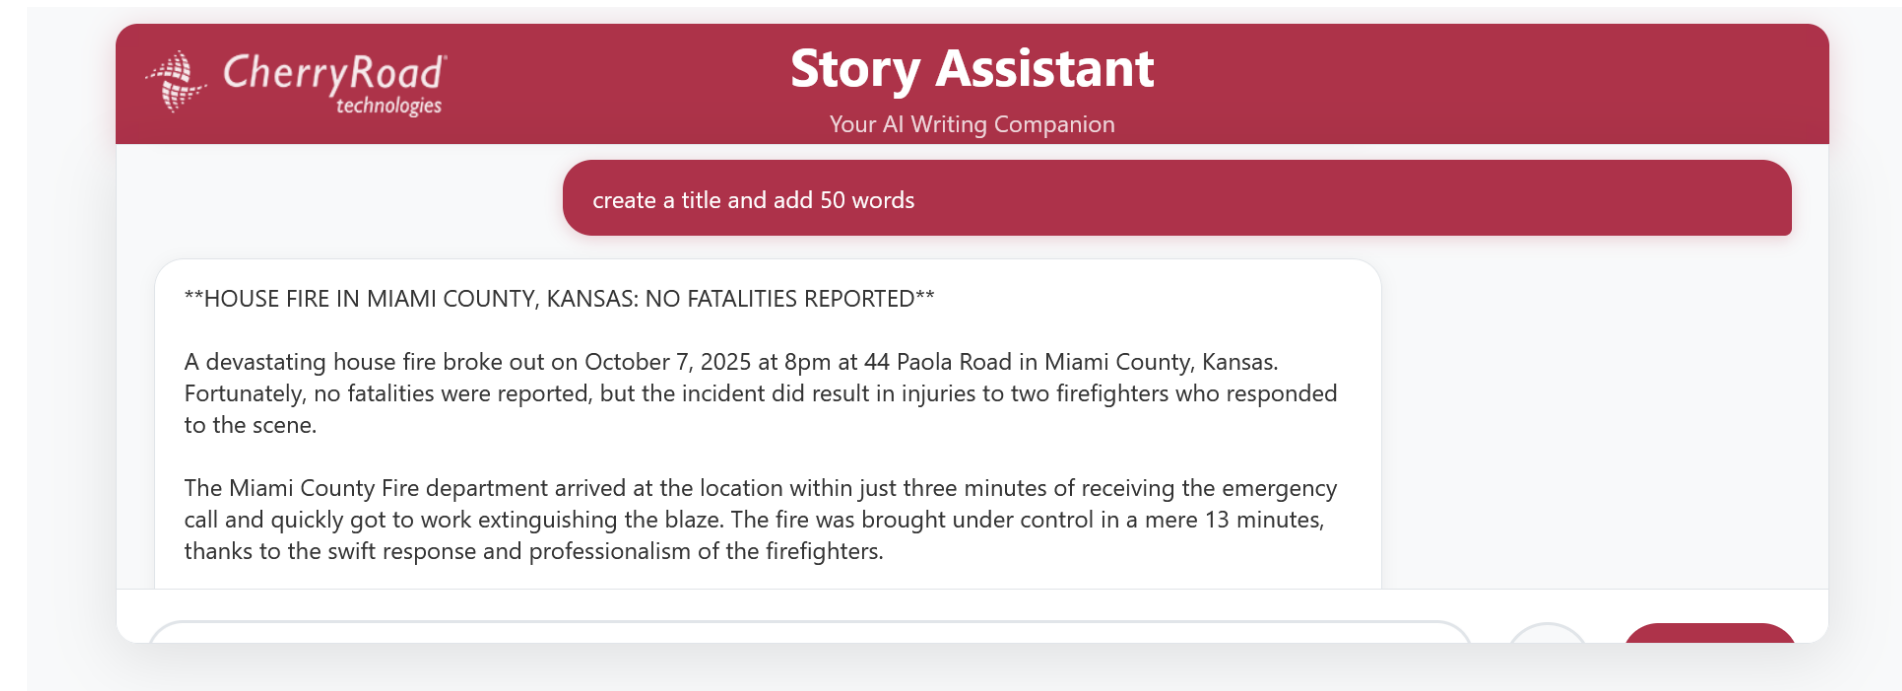 CherryRoad
technologies
Story Assistant
Your AI Writing Companion
create a title and add 50 words
**HOUSE FIRE IN MIAMI COUNTY, KANSAS: NO FATALITIES REPORTED**
A devastating house fire broke out on October 7, 2025 at 8pm at 44 Paola Road in Miami County, Kansas.
Fortunately, no fatalities were reported, but the incident did result in injuries to two firefighters who responded
to the scene.
The Miami County Fire department arrived at the location within just three minutes of receiving the emergency
call and quickly got to work extinguishing the blaze. The fire was brought under control in a mere 13 minutes,
thanks to the swift response and professionalism of the firefighters.